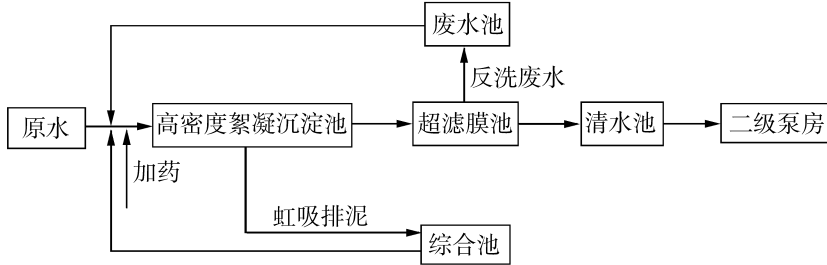 废水池
反洗废水
原水
高密度絮凝沉淀池
超滤膜池
清水池
二级泵房
加药
虹吸排泥
综合池